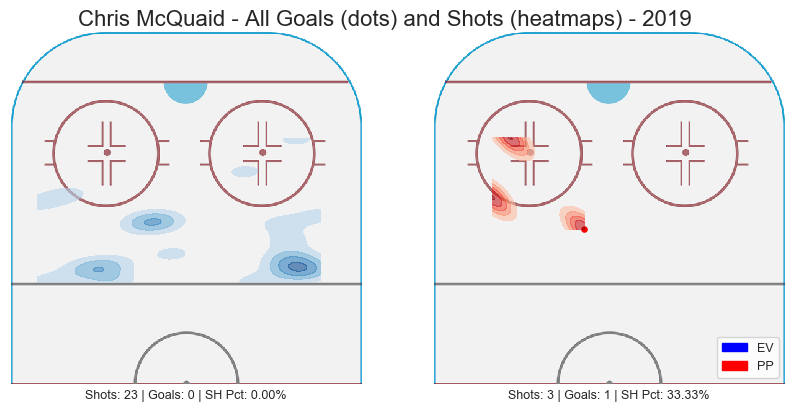 Chris McQuaid - All Goals (dots) and Shots (heatmaps) - 2019
EV
PP
Shots: 23 | Goals: 0 | SH Pct: 0.00%
Shots: 3 | Goals: 1 | SH Pct: 33.33%